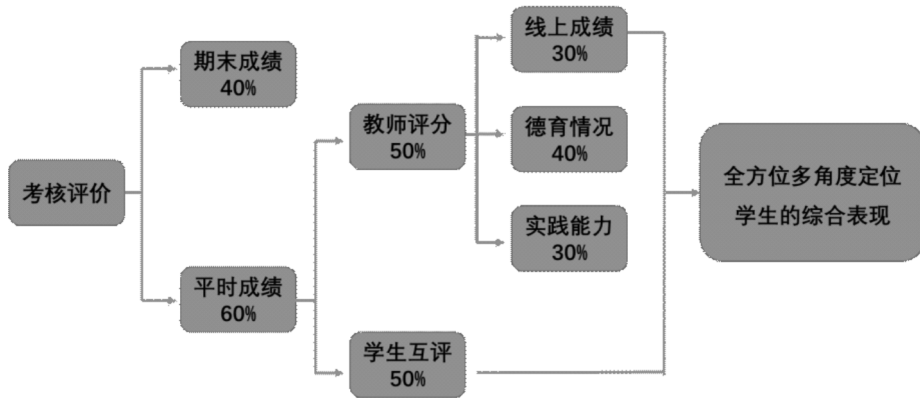 考核评价
期末成绩
40%
平时成绩
60%
教师评分
50%
学生互评
50%
线上成绩
30%
德育情况
40%
实践能力
30%
全方位多角度定位
学生的综合表现